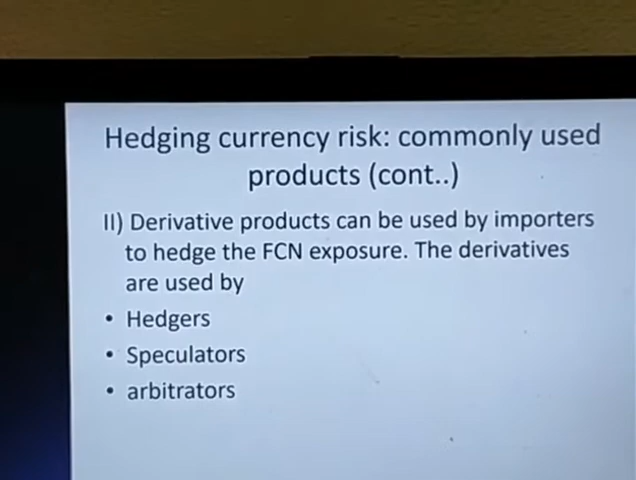 Hedging currency risk: commonly used
products (cont..)
II) Derivative products can be used by importers
to hedge the FCN exposure. The derivatives
are used by
• Hedgers
• Speculators
• arbitrators